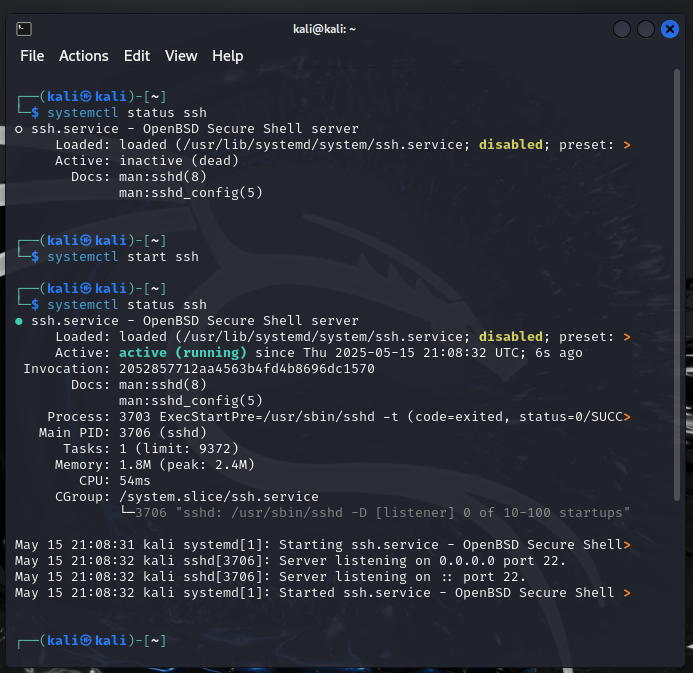 kali@kali: ~
File Actions Edit View Help
┌──(kali㉿kali)-[~]
└─$ systemctl status ssh
○ ssh.service - OpenBSD Secure Shell server
     Loaded: loaded (/usr/lib/systemd/system/ssh.service; disabled; preset: >
     Active: inactive (dead)
       Docs: man:sshd(8)
             man:sshd_config(5)
┌──(kali㉿kali)-[~]
└─$ systemctl start ssh
┌──(kali㉿kali)-[~]
└─$ systemctl status ssh
● ssh.service - OpenBSD Secure Shell server
     Loaded: loaded (/usr/lib/systemd/system/ssh.service; disabled; preset: >
     Active: active (running) since Thu 2025-05-15 21:08:32 UTC; 6s ago
 Invocation: 2052857712aa4563b4fd4b8696dc1570
       Docs: man:sshd(8)
             man:sshd_config(5)
    Process: 3703 ExecStartPre=/usr/sbin/sshd -t (code=exited, status=0/SUCC>
   Main PID: 3706 (sshd)
      Tasks: 1 (limit: 9372)
     Memory: 1.8M (peak: 2.4M)
        CPU: 54ms
     CGroup: /system.slice/ssh.service
             └─3706 "sshd: /usr/sbin/sshd -D [listener] 0 of 10-100 startups"
May 15 21:08:31 kali systemd[1]: Starting ssh.service - OpenBSD Secure Shell>
May 15 21:08:32 kali sshd[3706]: Server listening on 0.0.0.0 port 22.
May 15 21:08:32 kali sshd[3706]: Server listening on :: port 22.
May 15 21:08:32 kali systemd[1]: Started ssh.service - OpenBSD Secure Shell >
┌──(kali㉿kali)-[~]